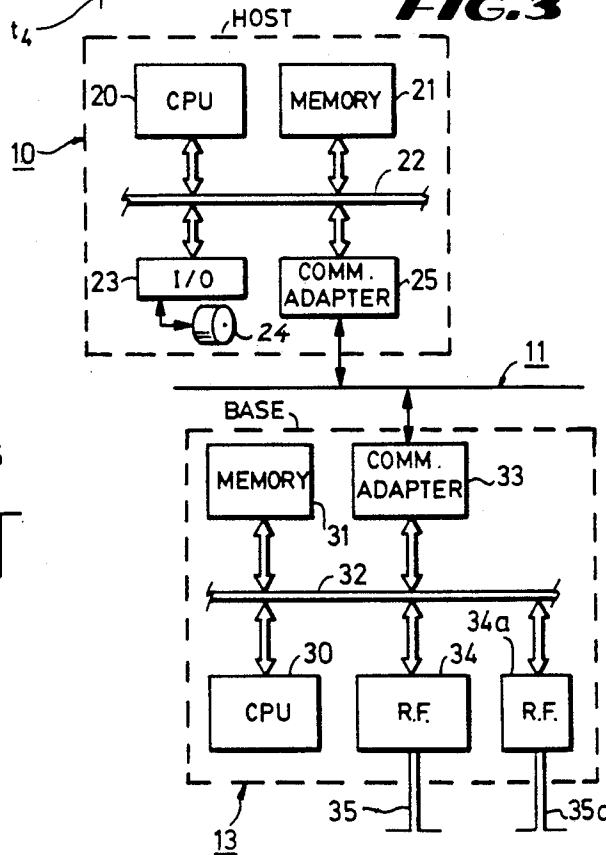 t4
FIG.3
HOST
20
CPU
MEMORY
21
10
22
23
I/O
COMM.
ADAPTER
25
24
11
BASE
MEMORY
31
COMM.
ADAPTER
33
32
34a
30
34
CPU
R.F.
R.F.
35
13